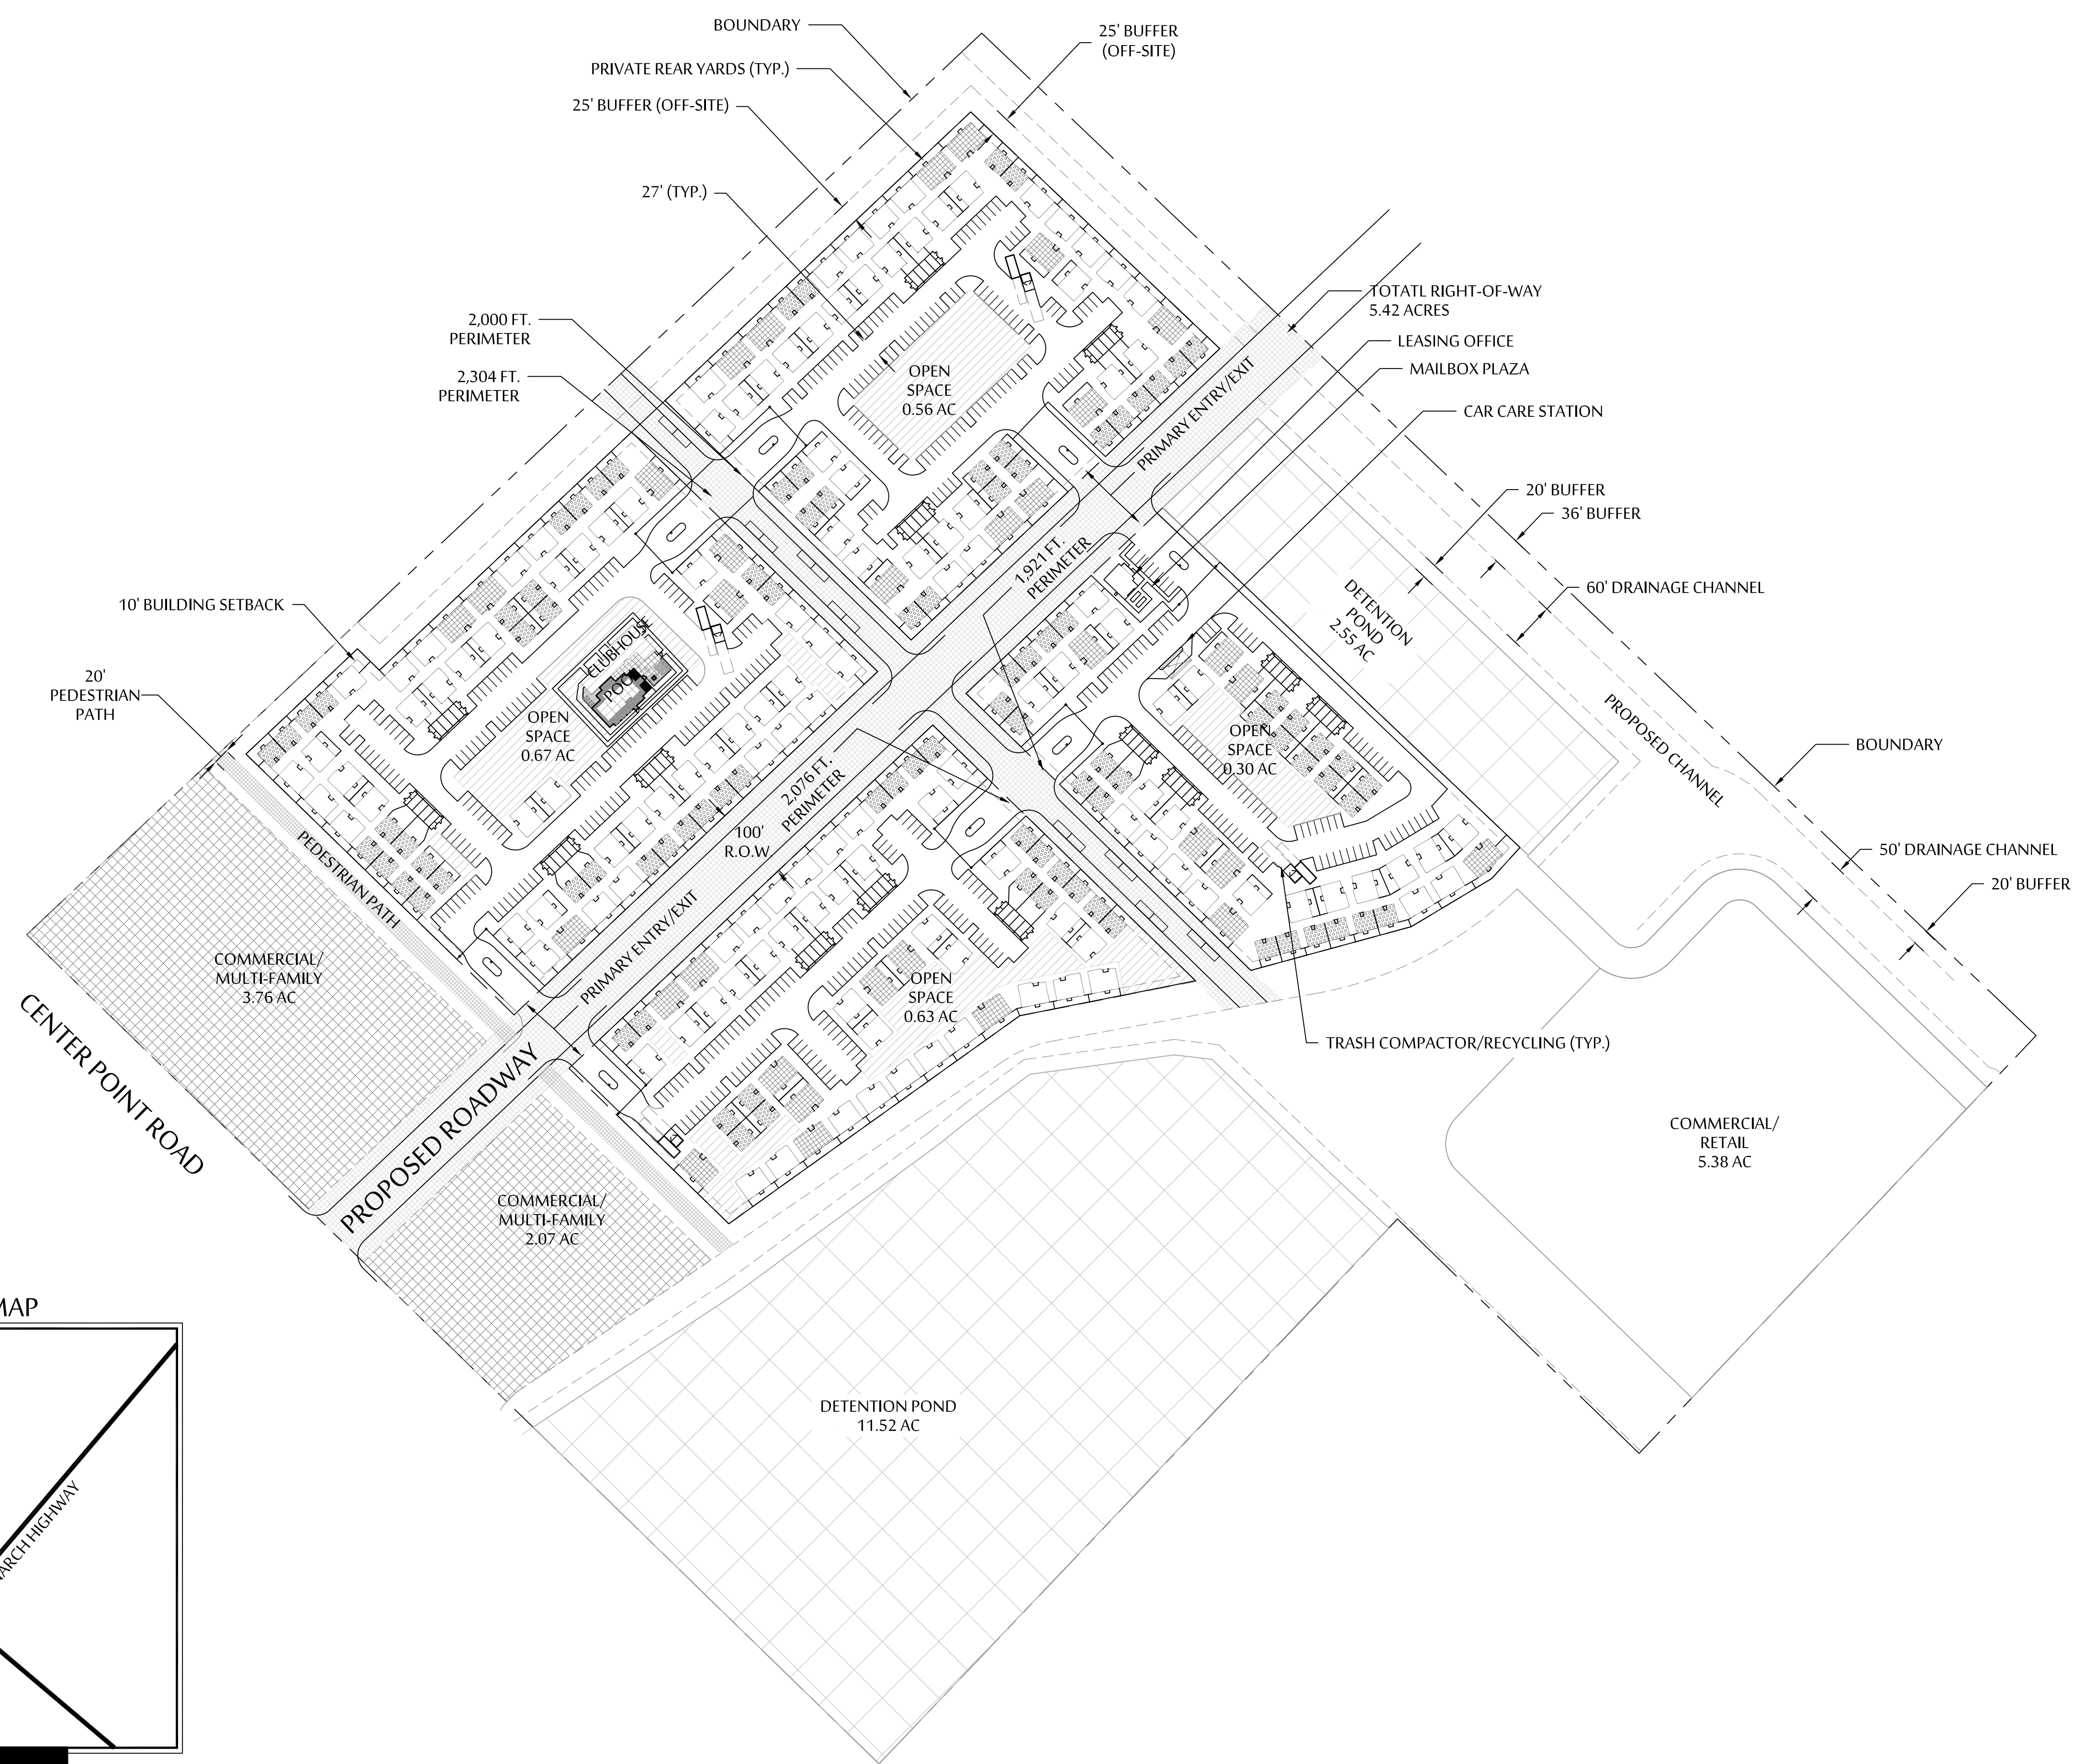 BOUNDARY
25' BUFFER
(OFF-SITE)
PRIVATE REAR YARDS (TYP.)
25' BUFFER (OFF-SITE)
27' (TYP.)
2,000 FT.
PERIMETER
2,304 FT.
PERIMETER
TOTATL RIGHT-OF-WAY
5.42 ACRES
LEASING OFFICE
MAILBOX PLAZA
CAR CARE STATION
OPEN
SPACE
0.56 AC
PRIMARY ENTRY/EXIT
20' BUFFER
36' BUFFER
60' DRAINAGE CHANNEL
1,921 FT.
PERIMETER
DETENTION
POND
2.55 AC
10' BUILDING SETBACK
20'
PEDESTRIAN
PATH
CLUBHOUSE
POOL
OPEN
SPACE
0.67 AC
OPEN
SPACE
0.30 AC
PROPOSED CHANNEL
BOUNDARY
2,076 FT.
PERIMETER
100'
R.O.W
PEDESTRIAN PATH
50' DRAINAGE CHANNEL
20' BUFFER
PRIMARY ENTRY/EXIT
COMMERCIAL/
MULTI-FAMILY
3.76 AC
OPEN
SPACE
0.63 AC
CENTER POINT ROAD
TRASH COMPACTOR/RECYCLING (TYP.)
PROPOSED ROADWAY
COMMERCIAL/
RETAIL
5.38 AC
COMMERCIAL/
MULTI-FAMILY
2.07 AC
MAP
DETENTION POND
11.52 AC
ARCH HIGHWAY